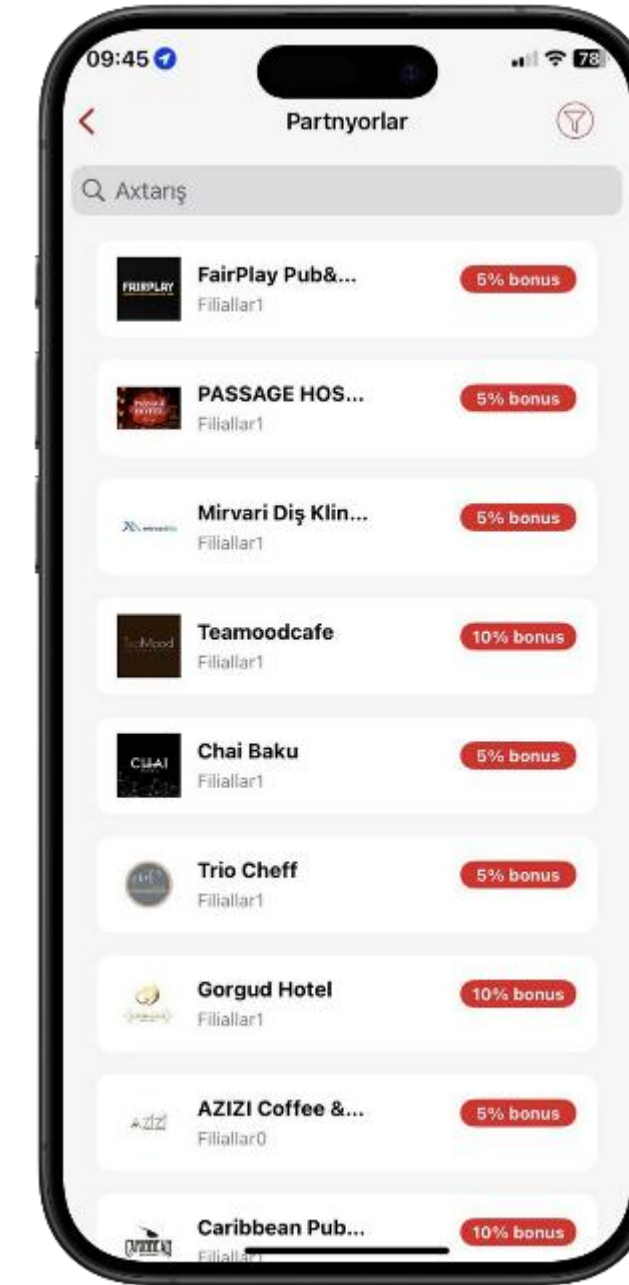 09:45
78
Partnyorlar
Axtarış
FAIRPLAY
FairPlay Pub&...
5% bonus
Filiallar1
PASSAGE HOS...
5% bonus
Filiallar1
Mirvari Diş Klin...
5% bonus
Filiallar1
TeaMood
Teamoodcafe
10% bonus
Filiallar1
CHAI
Chai Baku
5% bonus
Filiallar1
Trio Cheff
5% bonus
Filiallar1
Gorgud Hotel
10% bonus
Filiallar1
AZIZI
AZIZI Coffee &...
5% bonus
Filiallar0
Caribbean Pub...
10% bonus
Filiallar1